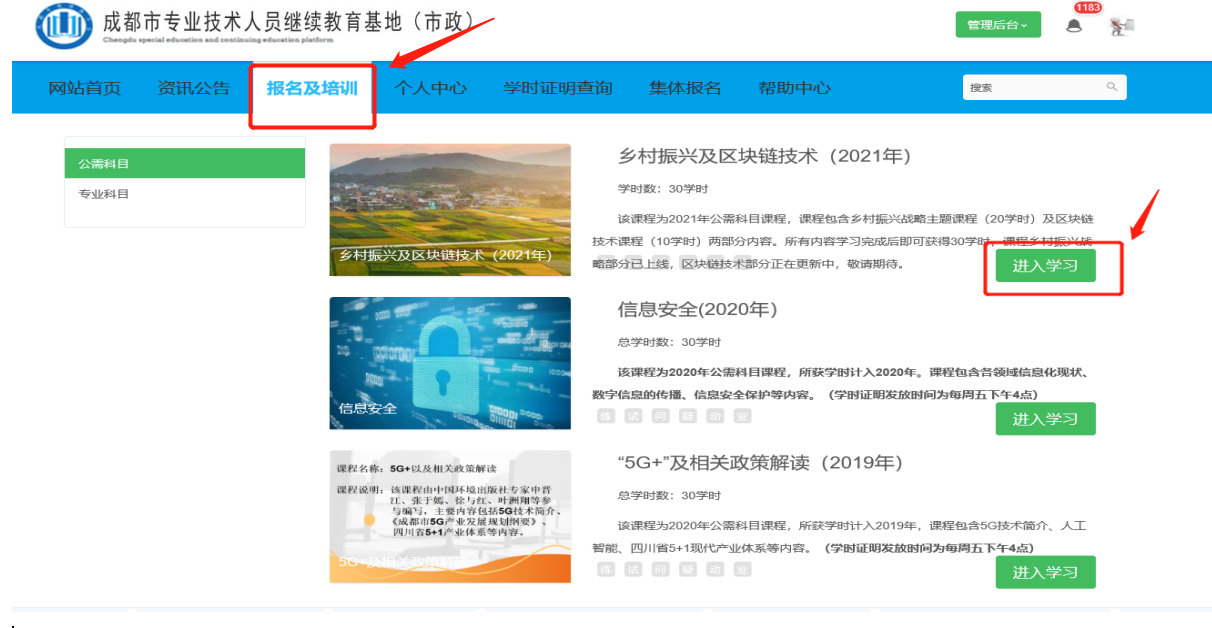 成都市专业技术人员继续教育基地（市政）
Chengdu special education and continuing education platform
管理后台
1183
网站首页 资讯公告 报名及培训 个人中心 学时证明查询 集体报名 帮助中心
搜索
公需科目
专业科目
乡村振兴及区块链技术（2021年）
乡村振兴及区块链技术（2021年）
学时数：30学时
该课程为2021年公需科目课程，课程包含乡村振兴战略主题课程（20学时）及区块链
技术课程（10学时）两部分内容。所有内容学习完成后即可获得30学时，课程乡村振兴战
略部分已上线，区块链技术部分正在更新中，敬请期待。
进入学习
信息安全
信息安全(2020年)
总学时数：30学时
该课程为2020年公需科目课程，所获学时计入2020年。课程包含各领域信息化现状、
数字信息的传播、信息安全保护等内容。（学时证明发放时间为每周五下午4点）
练 试 问 疑 动 业
进入学习
课程名称：5G+以及相关政策解读
课程说明：该课程由中国环境出版社专家申晋
江、张于嫣、徐与红、叶洲翔等参
与编写，主要内容包括5G技术简介、
《成都市5G产业发展规划纲要》、
四川省5+1产业体系等内容。
5G+及相关政策解读
“5G+”及相关政策解读（2019年）
总学时数：30学时
该课程为2020年公需科目课程，所获学时计入2019年，课程包含5G技术简介、人工
智能、四川省5+1现代产业体系等内容。（学时证明发放时间为每周五下午4点）
练 试 问 疑 动 业
进入学习